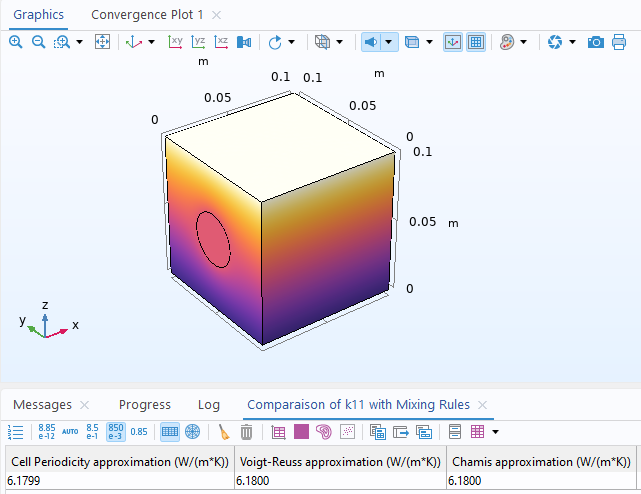 Graphics Convergence Plot 1
xy yz xz
m m
0.1 0.1
0.05 0.05
0 0
0.1
0.05 m
0
z
y x
Messages Progress Log Comparaison of k11 with Mixing Rules
8.85 e-12 AUTO 8.5 e-1 850 e-3 0.85
Cell Periodicity approximation (W/(m*K)) Voigt-Reuss approximation (W/(m*K)) Chamis approximation (W/(m*K))
6.1799 6.1800 6.1800